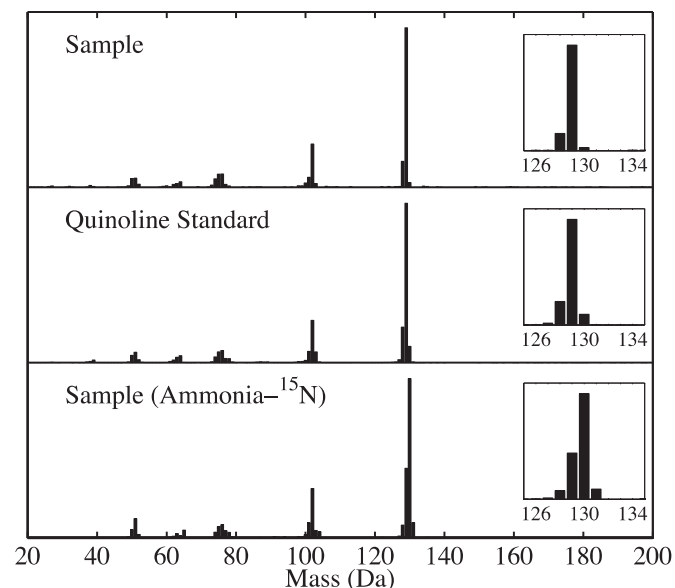 Sample
126 130 134
Quinoline Standard
126 130 134
Sample (Ammonia–¹⁵N)
126 130 134
20 40 60 80 100 120 140 160 180 200
Mass (Da)